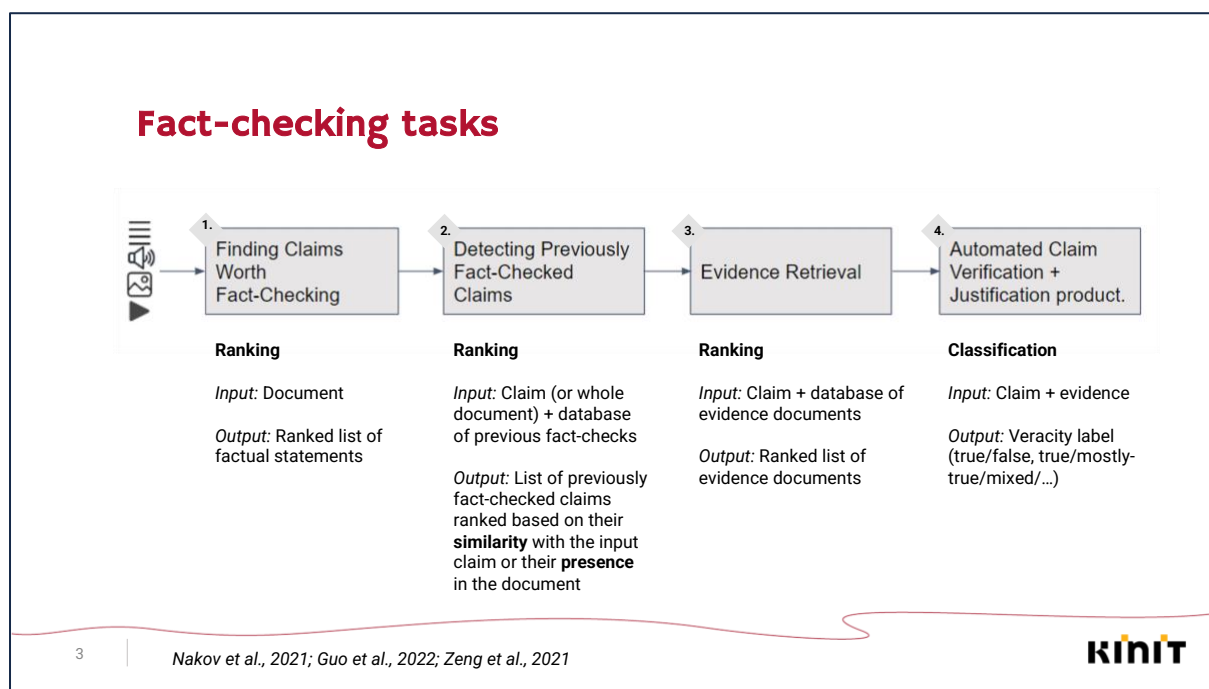 Fact-checking tasks
1.
Finding Claims
Worth
Fact-Checking
2.
Detecting Previously
Fact-Checked
Claims
3.
Evidence Retrieval
4.
Automated Claim
Verification +
Justification product.
Ranking
Input: Document
Output: Ranked list of
factual statements
Ranking
Input: Claim (or whole
document) + database
of previous fact-checks
Output: List of previously
fact-checked claims
ranked based on their
similarity with the input
claim or their presence
in the document
Ranking
Input: Claim + database of
evidence documents
Output: Ranked list of
evidence documents
Classification
Input: Claim + evidence
Output: Veracity label
(true/false, true/mostly-
true/mixed/…)
3
Nakov et al., 2021; Guo et al., 2022; Zeng et al., 2021
KInIT